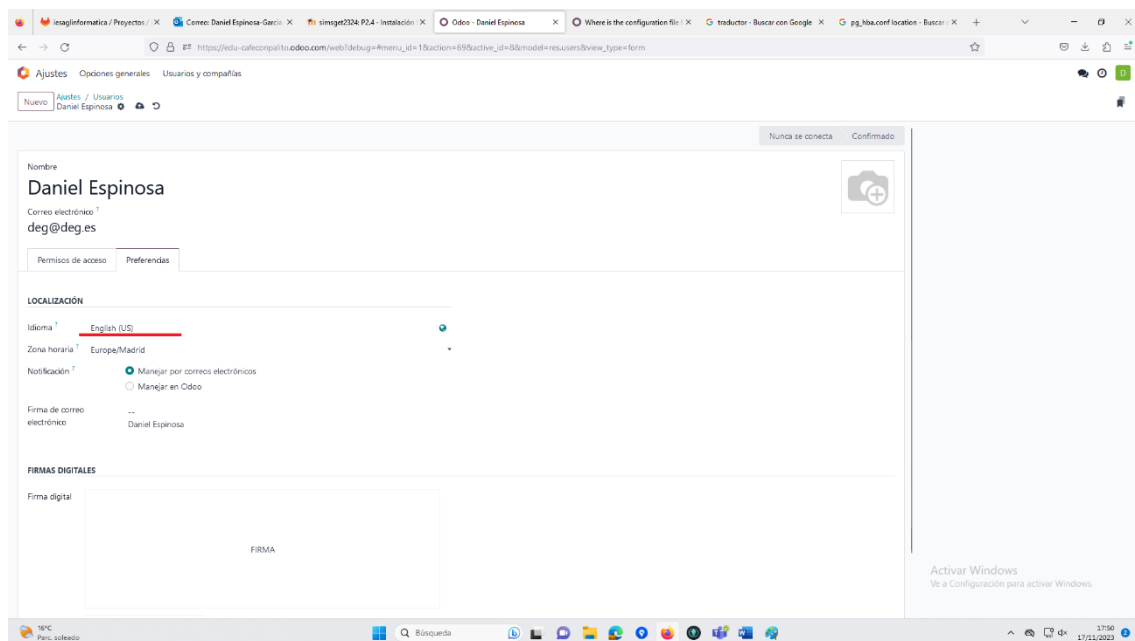 iesaglinformatica / Proyectos /
Correo: Daniel Espinosa-Garcia
simsget2324: P2.4 - Instalación
Odoo - Daniel Espinosa
Where is the configuration file
traductor - Buscar con Google
pg_hba.conf location - Buscar
https://edu-cafeconpalito.odoo.com/web?debug=#menu_id=1&action=69&active_id=8&model=res.users&view_type=form
Ajustes Opciones generales Usuarios y compañías
D
Nuevo
Ajustes / Usuarios
Daniel Espinosa
Nunca se conecta Confirmado
Nombre
Daniel Espinosa
Correo electrónico ?
deg@deg.es
Permisos de acceso Preferencias
LOCALIZACIÓN
Idioma ? English (US)
Zona horaria ? Europe/Madrid
Notificación ? Manejar por correos electrónicos
Manejar en Odoo
Firma de correo
electrónico
--
Daniel Espinosa
FIRMAS DIGITALES
Firma digital
FIRMA
Activar Windows
Ve a Configuración para activar Windows.
16°C
Parc. soleado
Búsqueda
17:50
17/11/2023
2